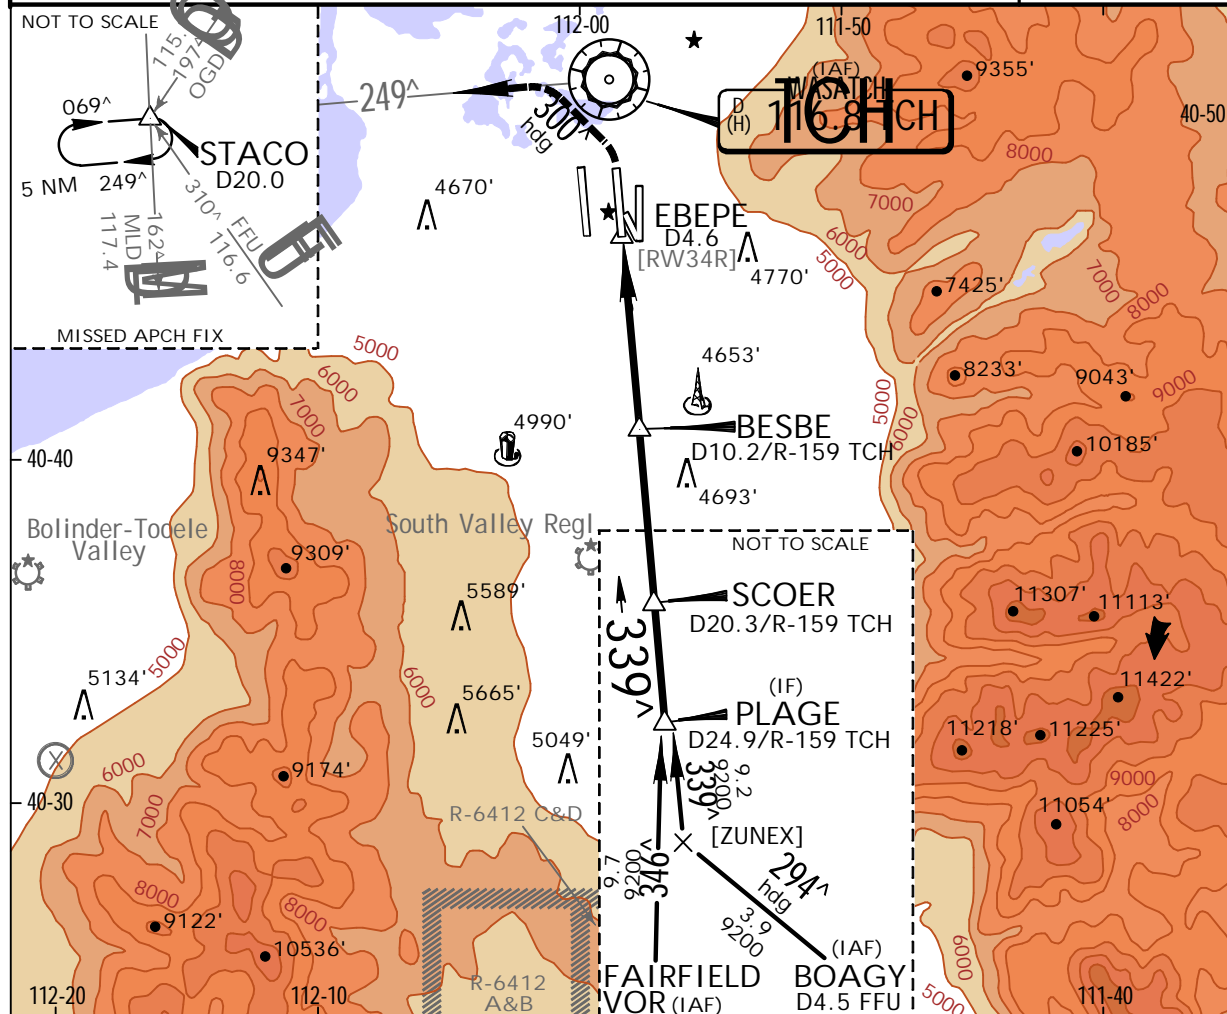 NOT TO SCALE
115.
197^
OGD
069^
STACO
D20.0
5 NM
249^
310^
FFU
116.6
162^
MLD
117.4
MISSED APCH FIX
112-00
111-50
249^
300^
hdg
(IAF)
WASATCH
D
(H)
116.8 TCH
TCH
9355'
40-50
8000
7000
6000
5000
4670'
EBEPE
D4.6
[RW34R]
4770'
7425'
7000
8000
5000
6000
7000
4653'
8233'
9043'
9000
5000
6000
4990'
BESBE
D10.2/R-159 TCH
10185'
40-40
9347'
4693'
Bolinder-Tooele
Valley
South Valley Regl
NOT TO SCALE
9309'
8000
5589'
339^
SCOER
D20.3/R-159 TCH
11307'
11113'
5000
5134'
6000
5665'
(IF)
PLAGE
D24.9/R-159 TCH
11422'
11218'
11225'
5049'
6000
9174'
9000
8000
11054'
40-30
7000
R-6412 C&D
339^
9200
9.2
[ZUNEX]
346^
9200
9.7
294^
hdg
3.9
9200
8000
9122'
8000
10536'
6000
5000
R-6412
A&B
FAIRFIELD
VOR (IAF)
(IAF)
BOAGY
D4.5 FFU
112-20
112-10
111-40